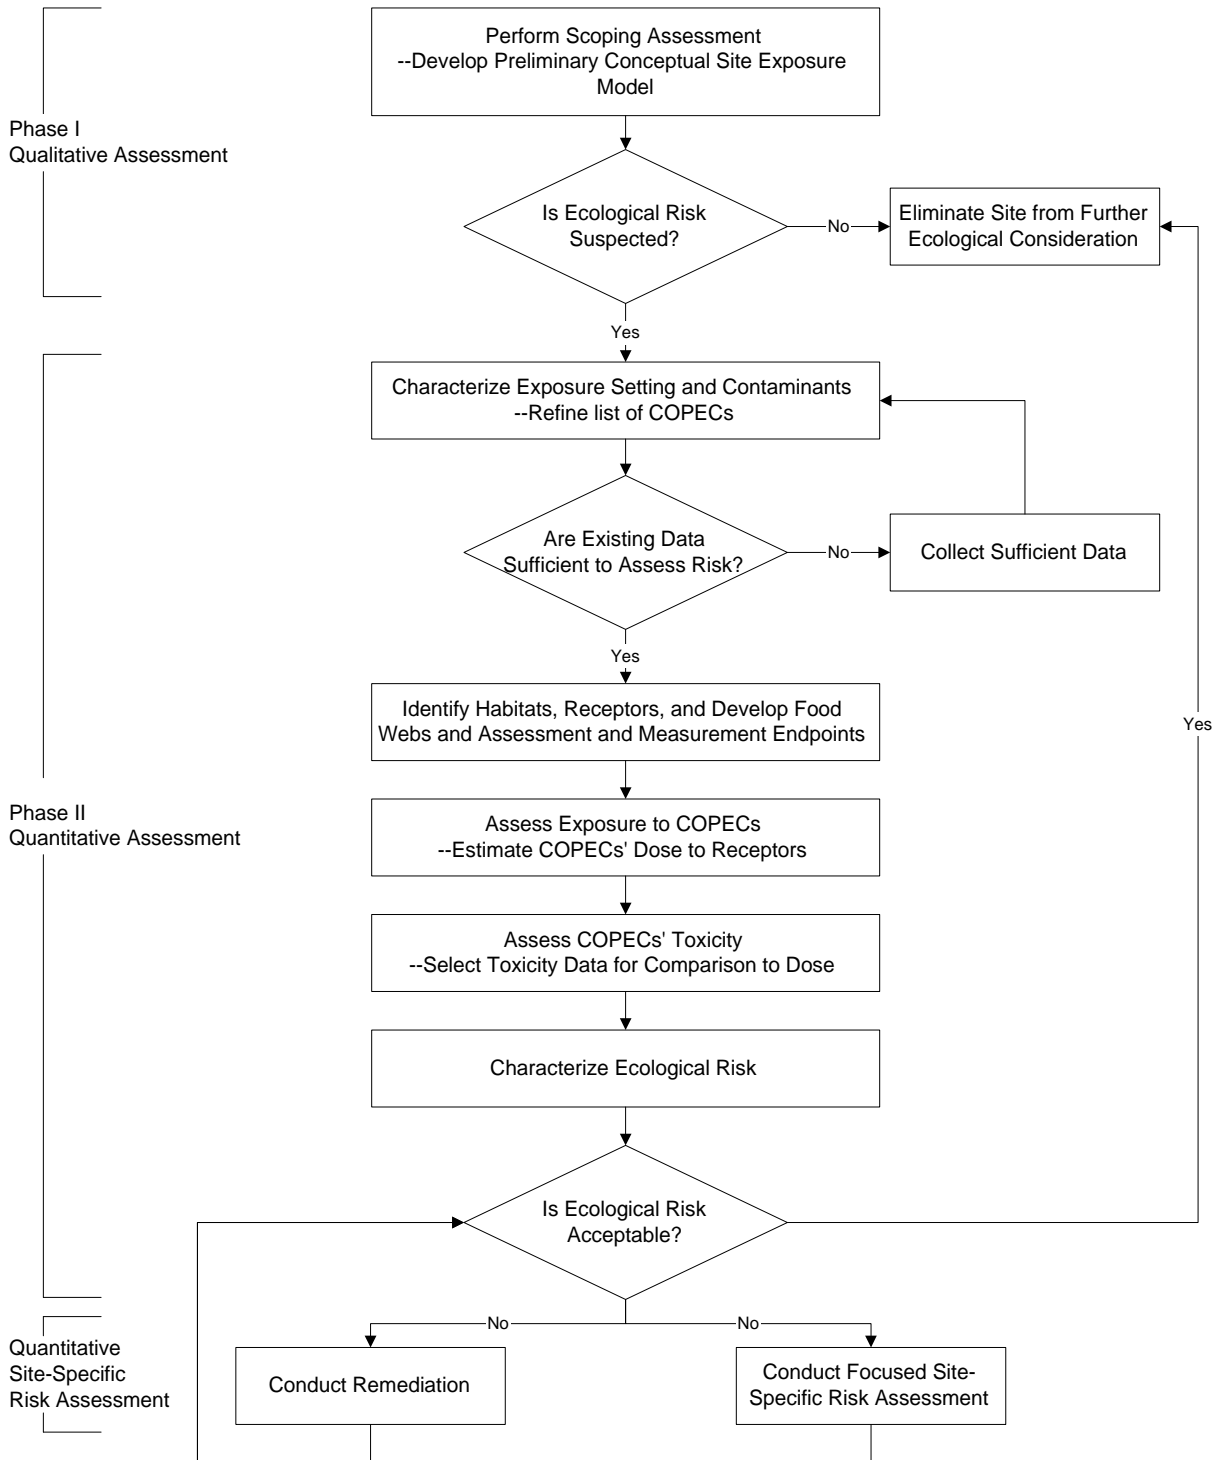 Perform Scoping Assessment
--Develop Preliminary Conceptual Site Exposure
Model
Phase I
Qualitative Assessment
Is Ecological Risk
Suspected?
No
Eliminate Site from Further
Ecological Consideration
Yes
Characterize Exposure Setting and Contaminants
--Refine list of COPECs
Are Existing Data
Sufficient to Assess Risk?
No
Collect Sufficient Data
Yes
Identify Habitats, Receptors, and Develop Food
Webs and Assessment and Measurement Endpoints
Yes
Phase II
Quantitative Assessment
Assess Exposure to COPECs
--Estimate COPECs' Dose to Receptors
Assess COPECs' Toxicity
--Select Toxicity Data for Comparison to Dose
Characterize Ecological Risk
Is Ecological Risk
Acceptable?
No
No
Quantitative
Site-Specific
Risk Assessment
Conduct Remediation
Conduct Focused Site-
Specific Risk Assessment